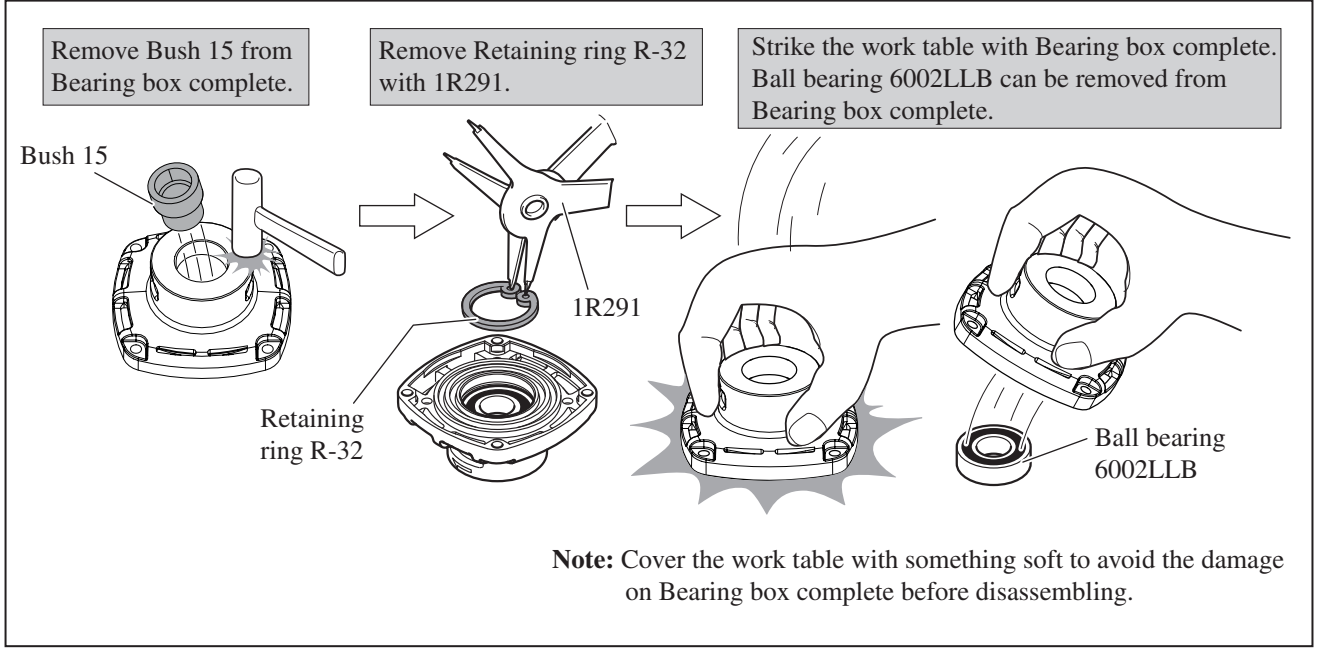 Remove Bush 15 from
Bearing box complete.
Remove Retaining ring R-32
with 1R291.
Strike the work table with Bearing box complete.
Ball bearing 6002LLB can be removed from
Bearing box complete.
Bush 15
1R291
Retaining
ring R-32
Ball bearing
6002LLB
Note: Cover the work table with something soft to avoid the damage
on Bearing box complete before disassembling.